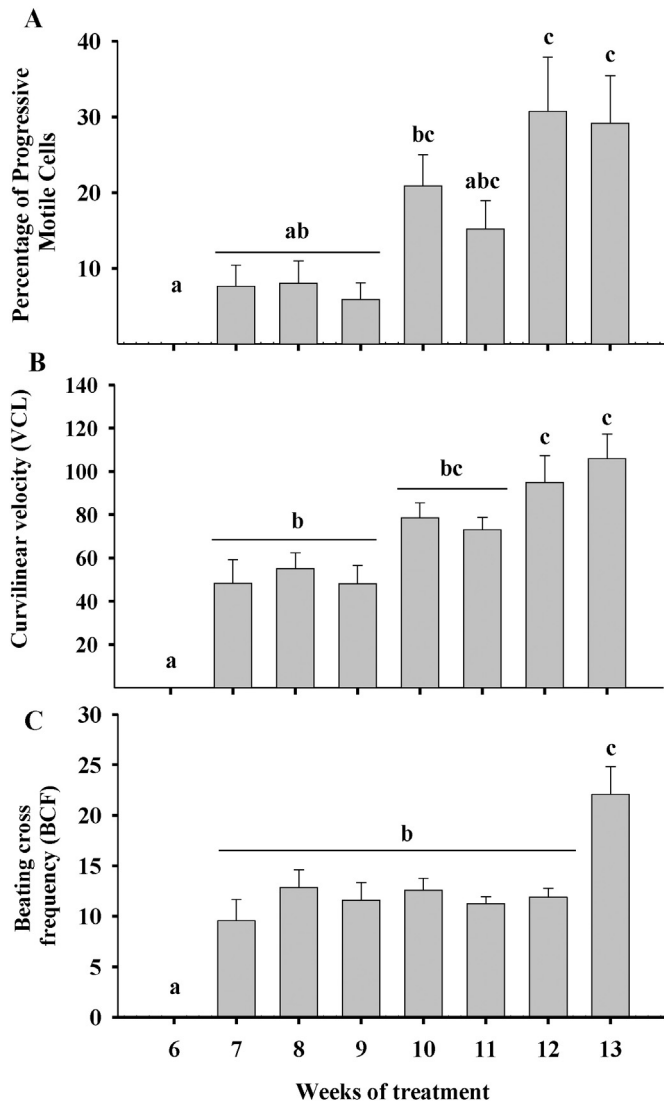 A
Percentage of Progressive
Motile Cells
40
30
20
10
a
ab
bc
abc
c
c
B
Curvilinear velocity (VCL)
140
120
100
80
60
40
20
a
b
bc
c
c
C
Beating cross
frequency (BCF)
30
25
20
15
10
5
0
a
b
c
6 7 8 9 10 11 12 13
Weeks of treatment